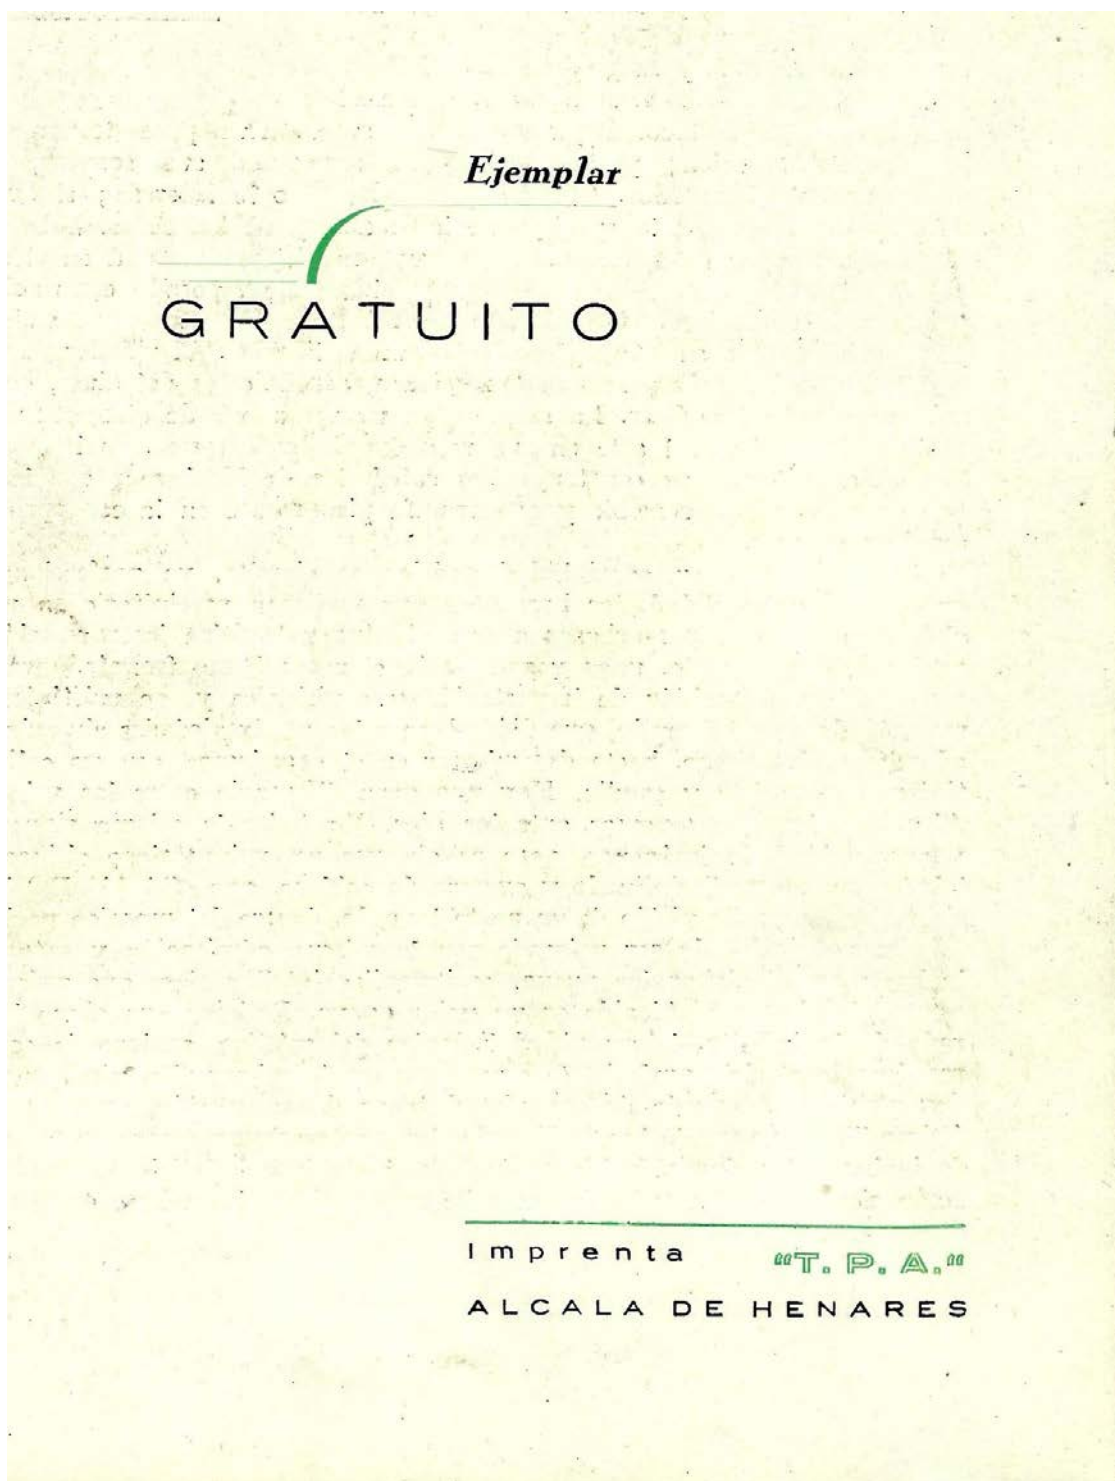 Ejemplar
GRATUITO
Imprenta "T. P. A."
ALCALA DE HENARES